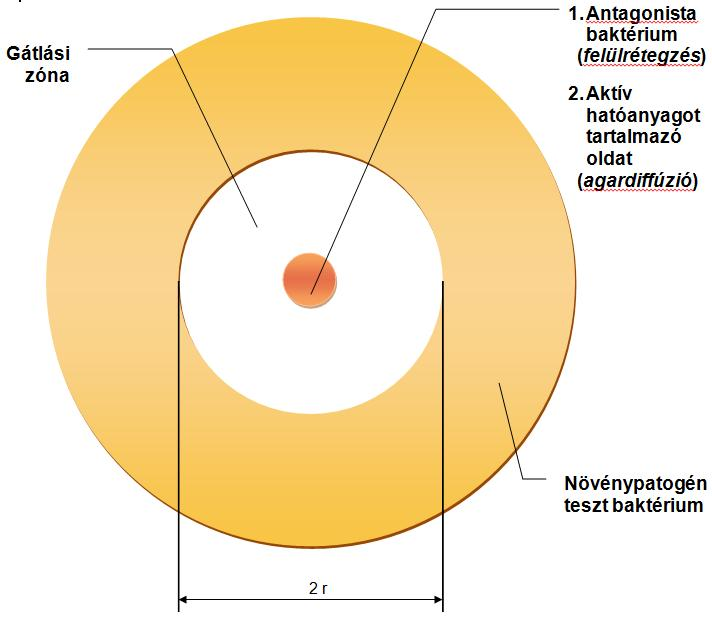 Gátlási
zóna
1. Antagonista
baktérium
(felülrétegzés)
2. Aktív
hatóanyagot
tartalmazó
oldat
(agardiffúzió)
Növénypatogén
teszt baktérium
2 r